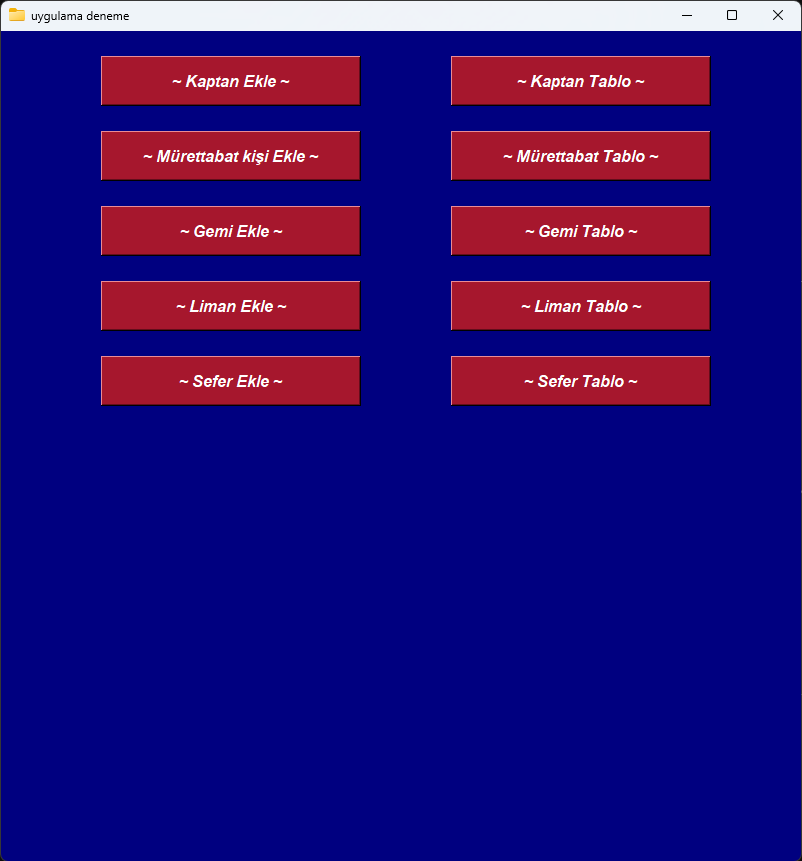 uygulama deneme
~ Kaptan Ekle ~
~ Kaptan Tablo ~
~ Mürettabat kişi Ekle ~
~ Mürettabat Tablo ~
~ Gemi Ekle ~
~ Gemi Tablo ~
~ Liman Ekle ~
~ Liman Tablo ~
~ Sefer Ekle ~
~ Sefer Tablo ~